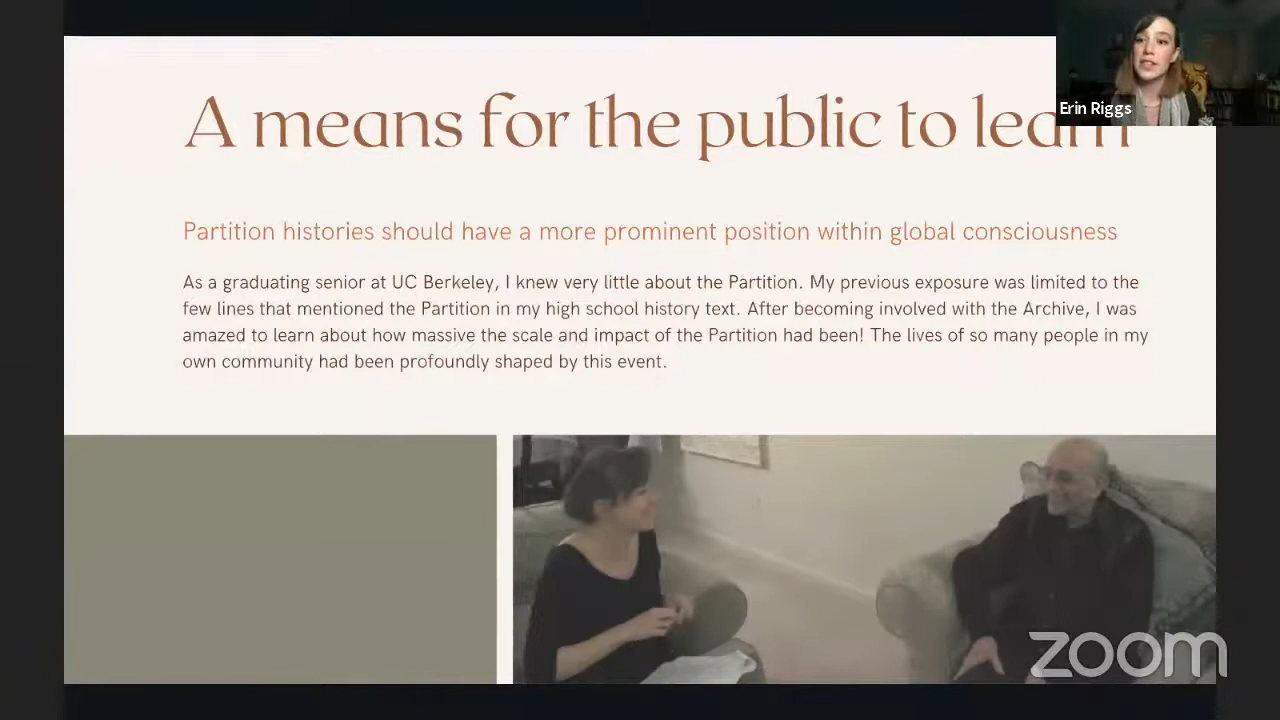 A means for the public to learn
Erin Riggs
Partition histories should have a more prominent position within global consciousness
As a graduating senior at UC Berkeley, I knew very little about the Partition. My previous exposure was limited to the
few lines that mentioned the Partition in my high school history text. After becoming involved with the Archive, I was
amazed to learn about how massive the scale and impact of the Partition had been! The lives of so many people in my
own community had been profoundly shaped by this event.
zoom